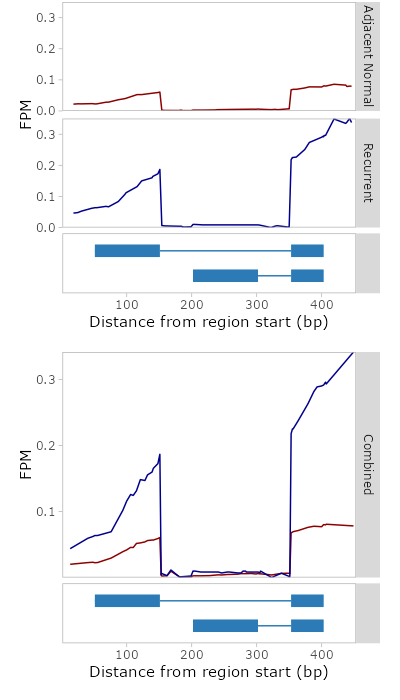 0.3
0.2
0.1
0.0
Adjacent Normal
FPM
0.3
0.2
0.1
0.0
Recurrent
100 200 300 400
Distance from region start (bp)
0.3
0.2
0.1
FPM
Combined
100 200 300 400
Distance from region start (bp)